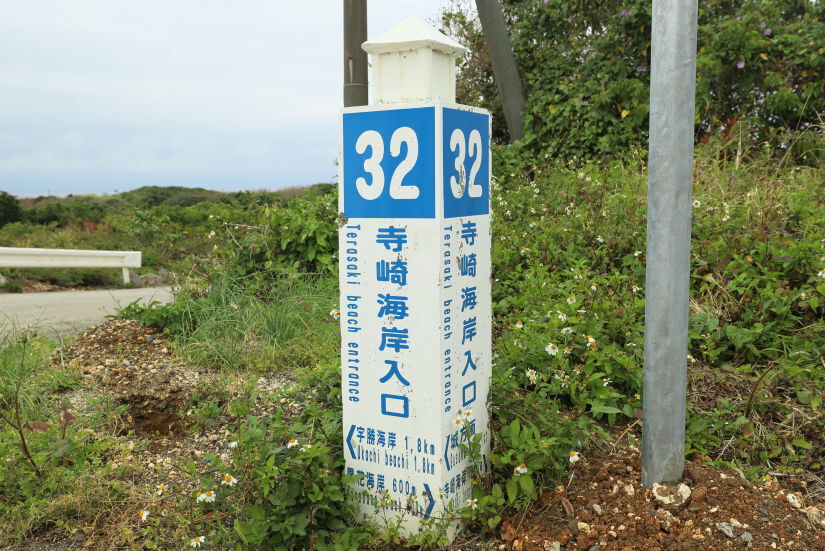 32
寺崎海岸入口
Terasaki beach entrance
宇勝海岸 1,8km
ukachi beachi 1.8km
海岸 600m
32
寺崎海岸入口
Terasaki beach entrance